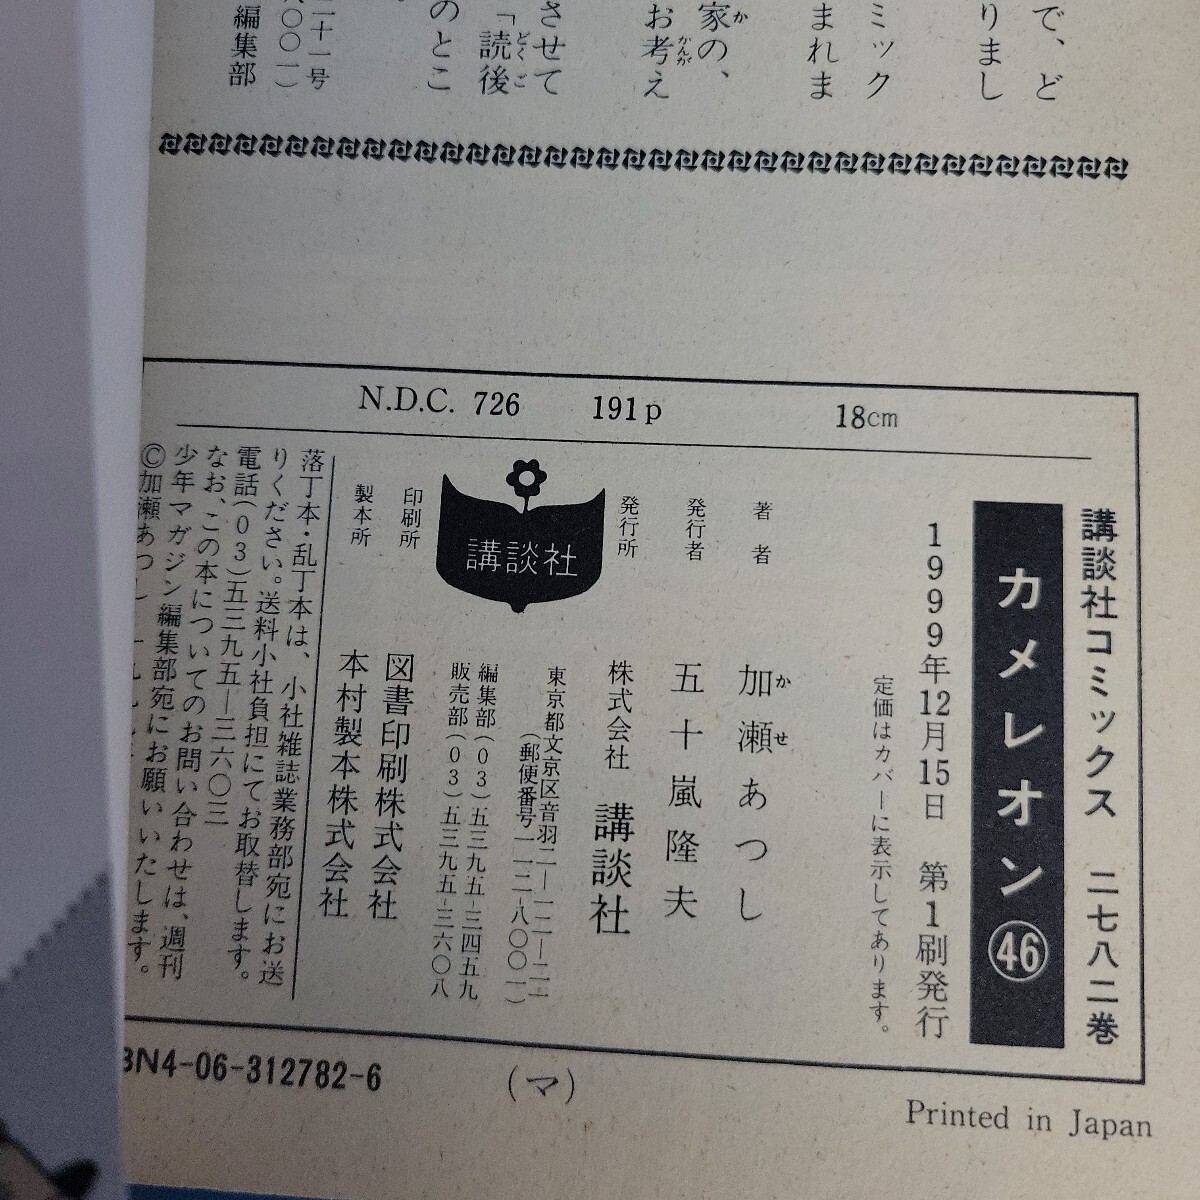 で、ど
りまし
ミック
まれま
家の、
お考え
させて
「読後
のとこ
二十一号
八〇〇一）
編集部
N.D.C. 726 191p 18cm
講談社コミックス 二七八二巻
カメレオン㊻
1999年12月15日 第1刷発行
定価はカバーに表示してあります。
著者 加瀬あつし
かせ
発行者 五十嵐隆夫
発行所 株式会社 講談社
東京都文京区音羽二―一二―二一
（郵便番号一一二-八〇〇一）
編集部（03）五三九五-三四五九
販売部（03）五三九五-三六〇八
講談社
印刷所 図書印刷株式会社
製本所 本村製本株式会社
落丁本・乱丁本は、小社雑誌業務部宛にお送
りください。送料小社負担にてお取替します。
電話（03）五三九五―三六〇三
なお、この本についてのお問い合わせは、週刊
少年マガジン編集部宛にお願いいたします。
©加瀬あつし
BN4-06-312782-6
（マ）
Printed in Japan